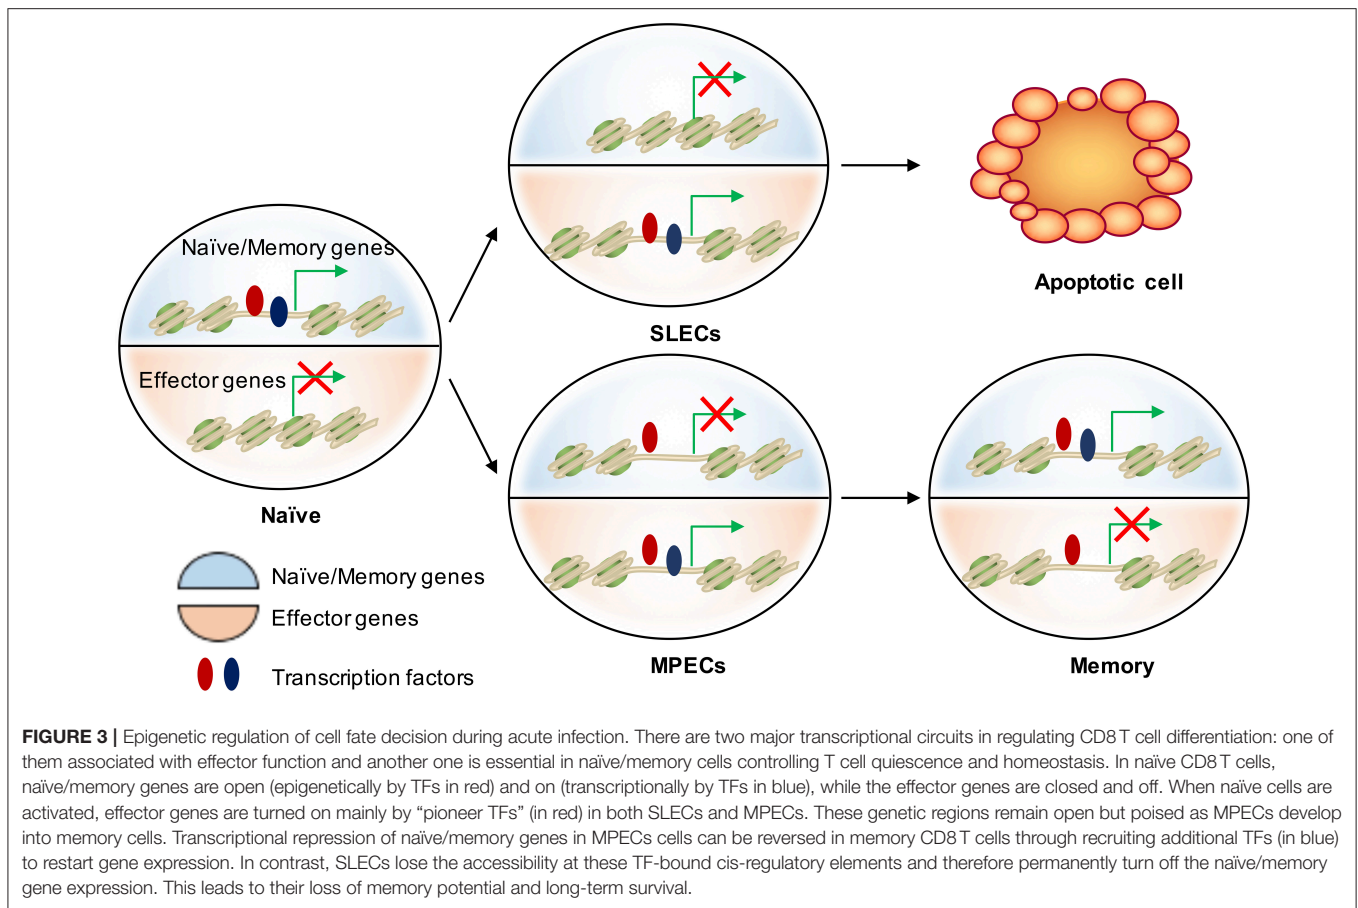 Naïve/Memory genes
Effector genes
Naïve
SLECs
Apoptotic cell
MPECs
Memory
Naïve/Memory genes
Effector genes
Transcription factors
FIGURE 3 | Epigenetic regulation of cell fate decision during acute infection. There are two major transcriptional circuits in regulating CD8 T cell differentiation: one of
them associated with effector function and another one is essential in naïve/memory cells controlling T cell quiescence and homeostasis. In naïve CD8 T cells,
naïve/memory genes are open (epigenetically by TFs in red) and on (transcriptionally by TFs in blue), while the effector genes are closed and off. When naïve cells are
activated, effector genes are turned on mainly by “pioneer TFs” (in red) in both SLECs and MPECs. These genetic regions remain open but poised as MPECs develop
into memory cells. Transcriptional repression of naïve/memory genes in MPECs cells can be reversed in memory CD8 T cells through recruiting additional TFs (in blue)
to restart gene expression. In contrast, SLECs lose the accessibility at these TF-bound cis-regulatory elements and therefore permanently turn off the naïve/memory
gene expression. This leads to their loss of memory potential and long-term survival.